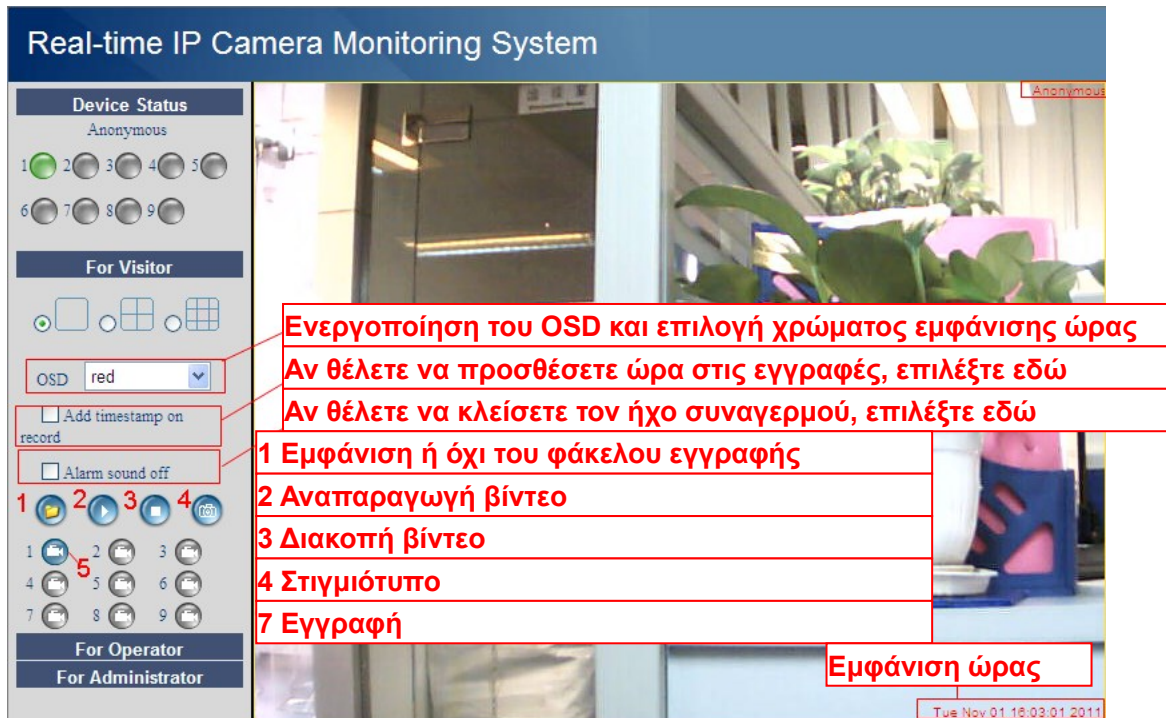 Real-time IP Camera Monitoring System
Device Status
Anonymous
Anonymous
1 2 3 4 5
6 7 8 9
For Visitor
Ενεργοποίηση του OSD και επιλογή χρώματος εμφάνισης ώρας
OSD red
Αν θέλετε να προσθέσετε ώρα στις εγγραφές, επιλέξτε εδώ
Add timestamp on
record
Αν θέλετε να κλείσετε τον ήχο συναγερμού, επιλέξτε εδώ
Alarm sound off
1 2 3 4
1 2 3
5
4 5 6
7 8 9
1 Εμφάνιση ή όχι του φάκελου εγγραφής
2 Αναπαραγωγή βίντεο
3 Διακοπή βίντεο
4 Στιγμιότυπο
7 Εγγραφή
For Operator
For Administrator
Εμφάνιση ώρας
Tue Nov 01 16:03:01 2011